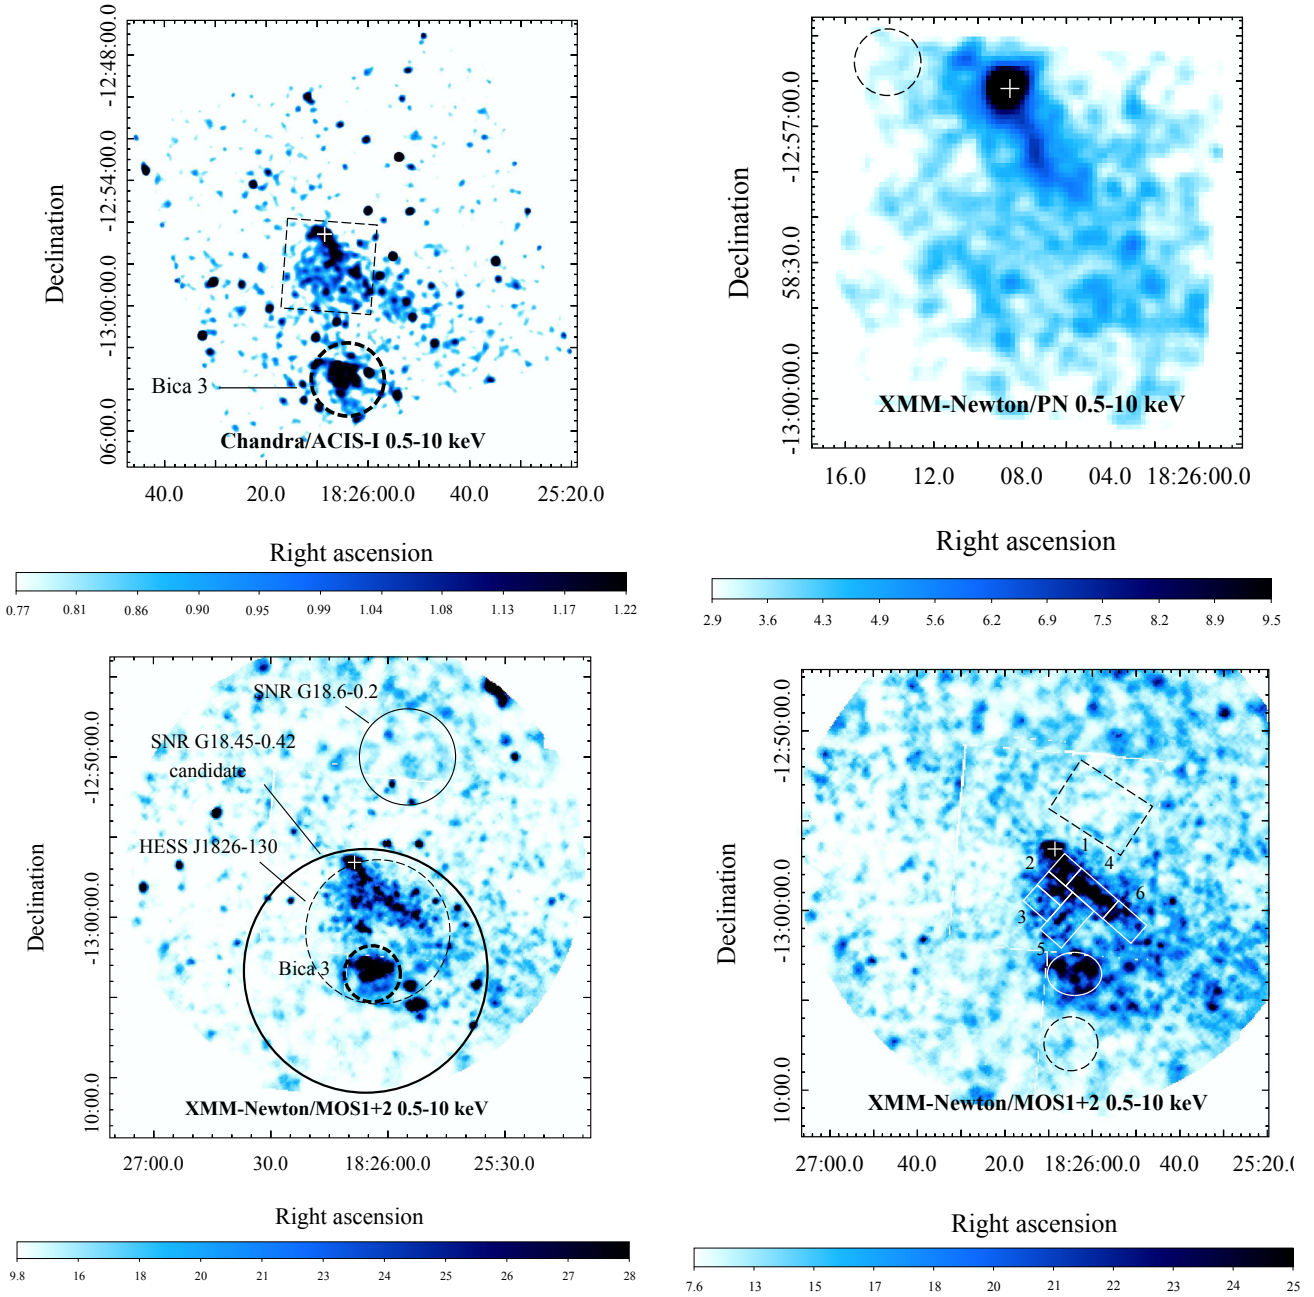 Declination
-12:48:00.0
-12:54:00.0
-13:00:00.0
06:00.0
Bica 3
Chandra/ACIS-I 0.5-10 keV
40.0 20.0 18:26:00.0 40.0 25:20.0
Right ascension
0.77 0.81 0.86 0.90 0.95 0.99 1.04 1.08 1.13 1.17 1.22
Declination
-12:57:00.0
58:30.0
-13:00:00.0
XMM-Newton/PN 0.5-10 keV
16.0 12.0 08.0 04.0 18:26:00.0
Right ascension
2.9 3.6 4.3 4.9 5.6 6.2 6.9 7.5 8.2 8.9 9.5
Declination
-12:50:00.0
-13:00:00.0
10:00.0
SNR G18.6-0.2
SNR G18.45-0.42
candidate
HESS J1826-130
Bica 3
XMM-Newton/MOS1+2 0.5-10 keV
27:00.0 30.0 18:26:00.0 25:30.0
Right ascension
9.8 16 18 20 21 23 24 25 26 27 28
Declination
-12:50:00.0
-13:00:00.0
10:00.0
1
2
4
6
3
5
XMM-Newton/MOS1+2 0.5-10 keV
27:00.0 40.0 20.0 18:26:00.0 40.0 25:20.(
Right ascension
7.6 13 15 17 18 20 21 22 23 24 25